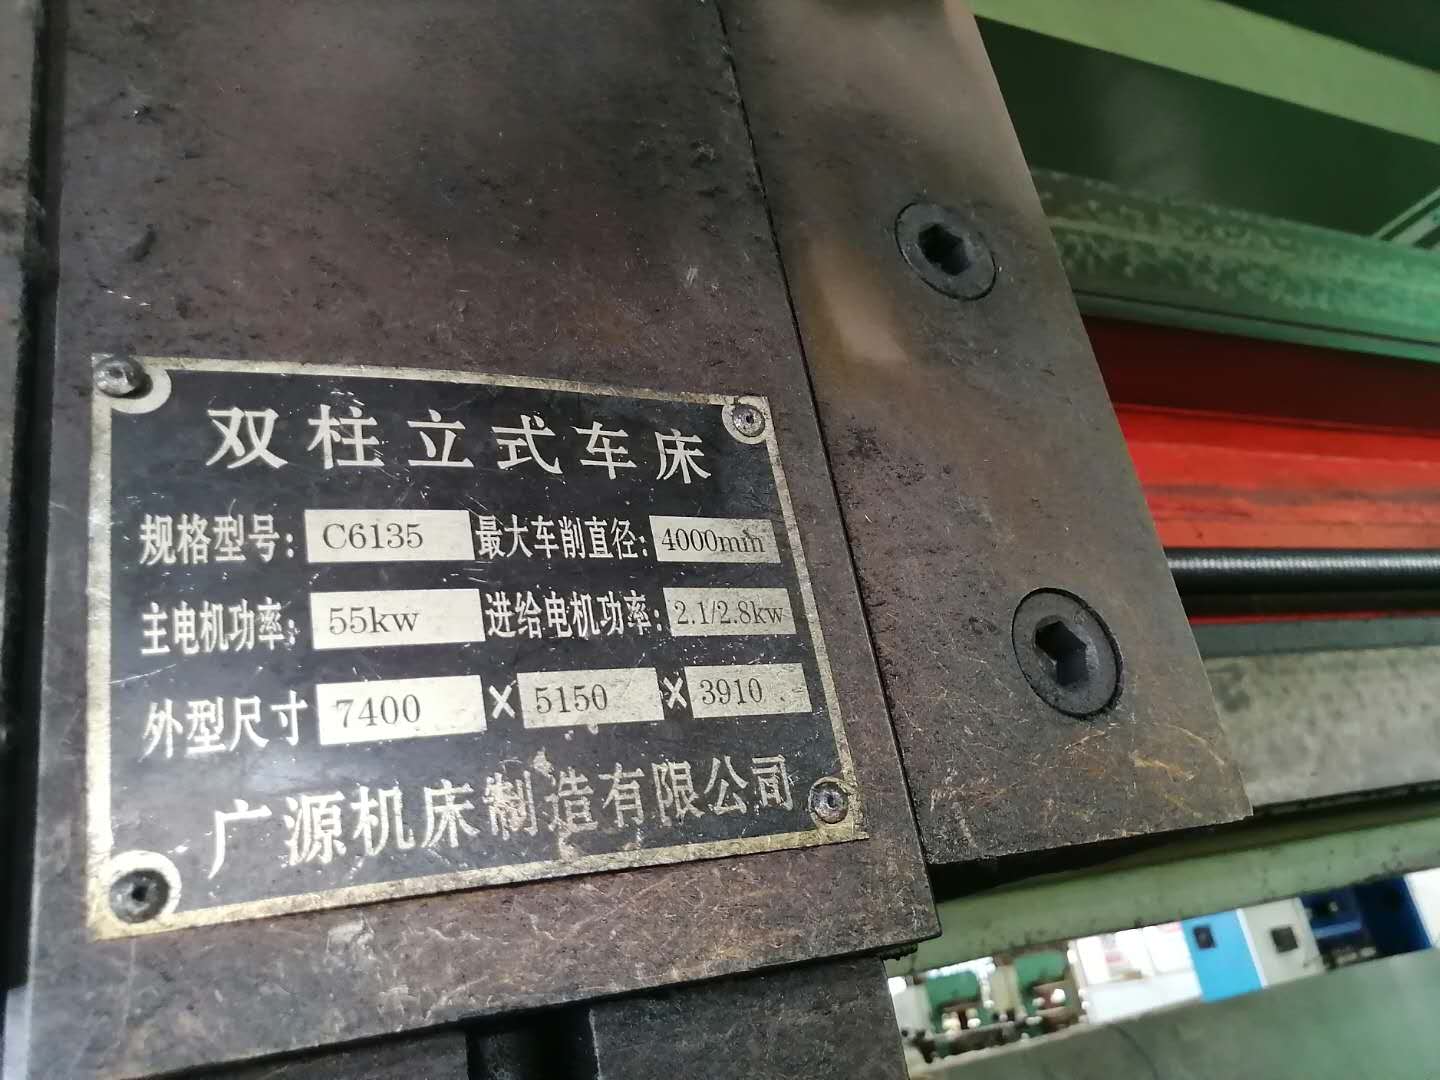 双柱立式车床
规格型号: C6135 最大车削直径: 4000mm
主电机功率: 55kw 进给电机功率: 2.1/2.8kw
外型尺寸 7400 × 5150 × 3910
广源机床制造有限公司